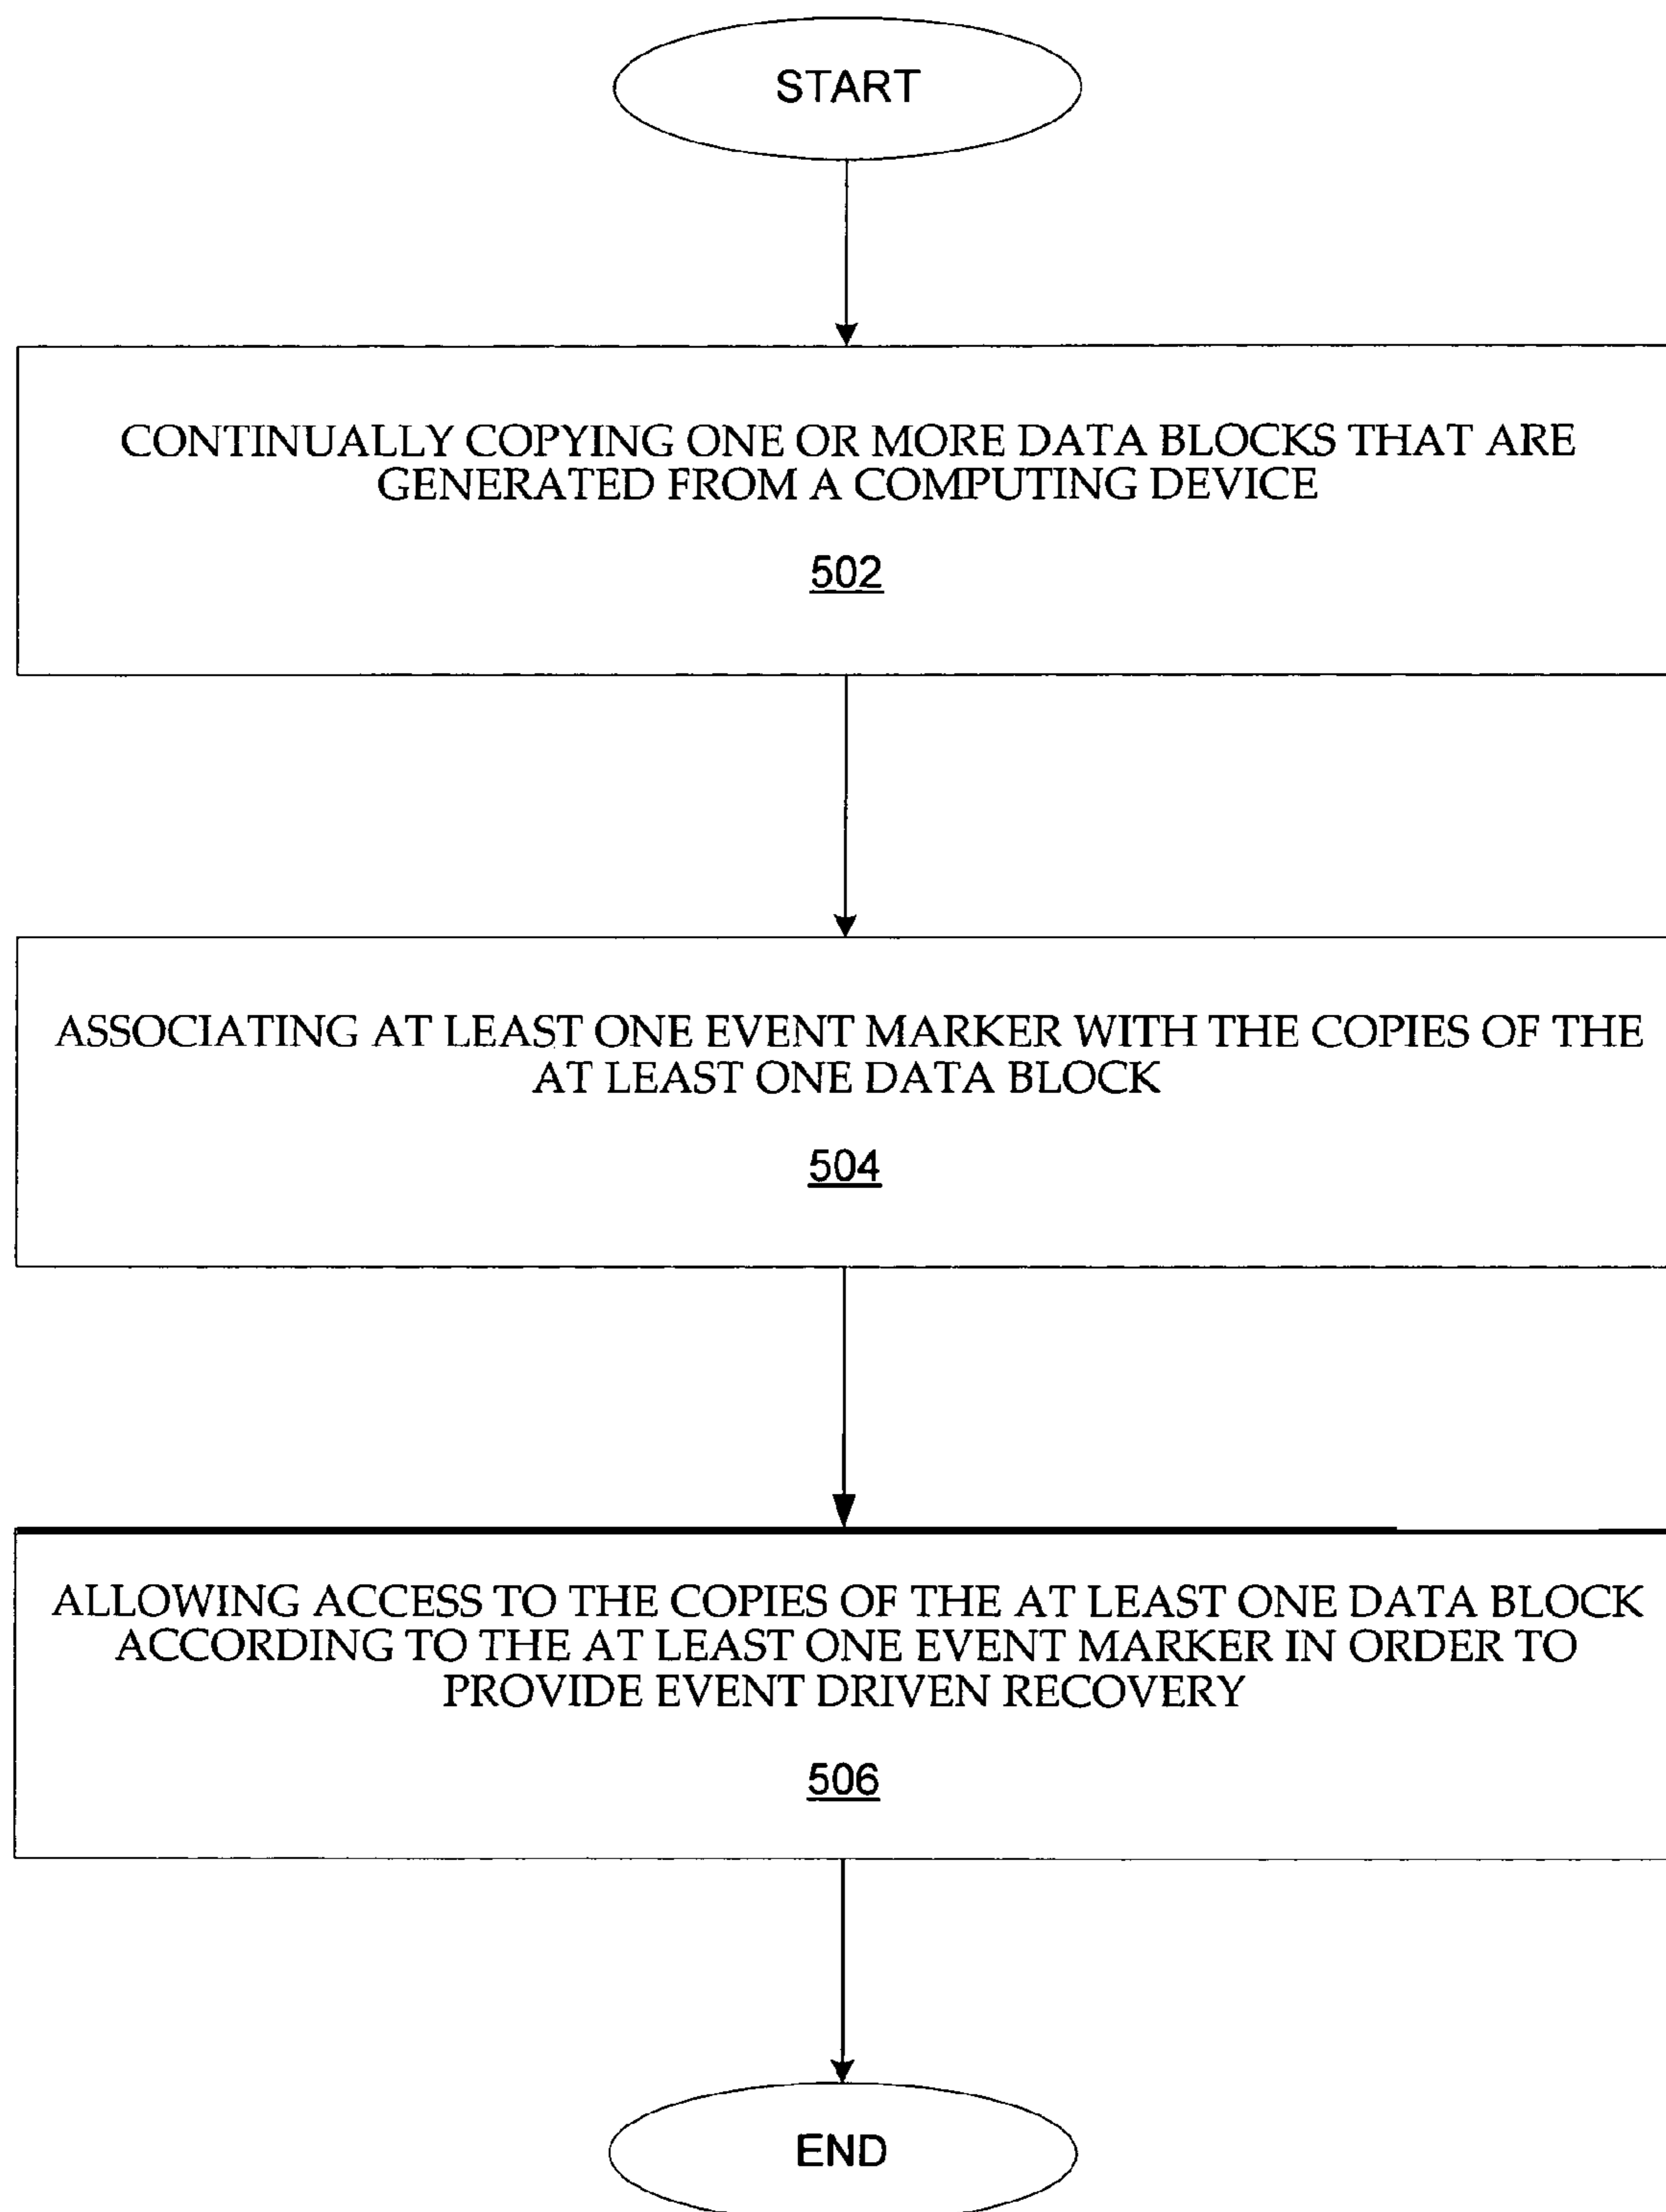 START
CONTINUALLY COPYING ONE OR MORE DATA BLOCKS THAT ARE
GENERATED FROM A COMPUTING DEVICE
502
ASSOCIATING AT LEAST ONE EVENT MARKER WITH THE COPIES OF THE
AT LEAST ONE DATA BLOCK
504
ALLOWING ACCESS TO THE COPIES OF THE AT LEAST ONE DATA BLOCK
ACCORDING TO THE AT LEAST ONE EVENT MARKER IN ORDER TO
PROVIDE EVENT DRIVEN RECOVERY
506
END